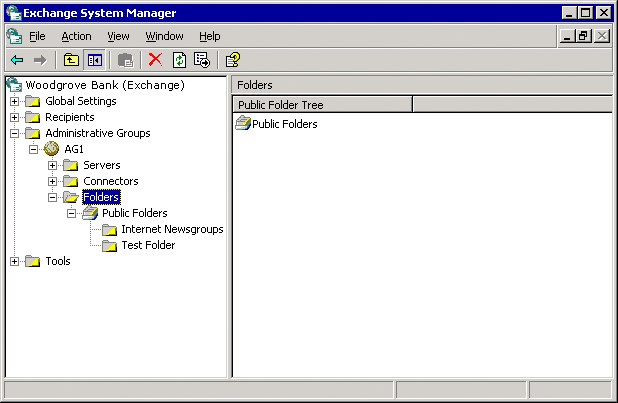 Exchange System Manager
File Action View Window Help
Woodgrove Bank (Exchange)
Global Settings
Recipients
Administrative Groups
AG1
Servers
Connectors
Folders
Public Folders
Internet Newsgroups
Test Folder
Tools
Folders
Public Folder Tree
Public Folders